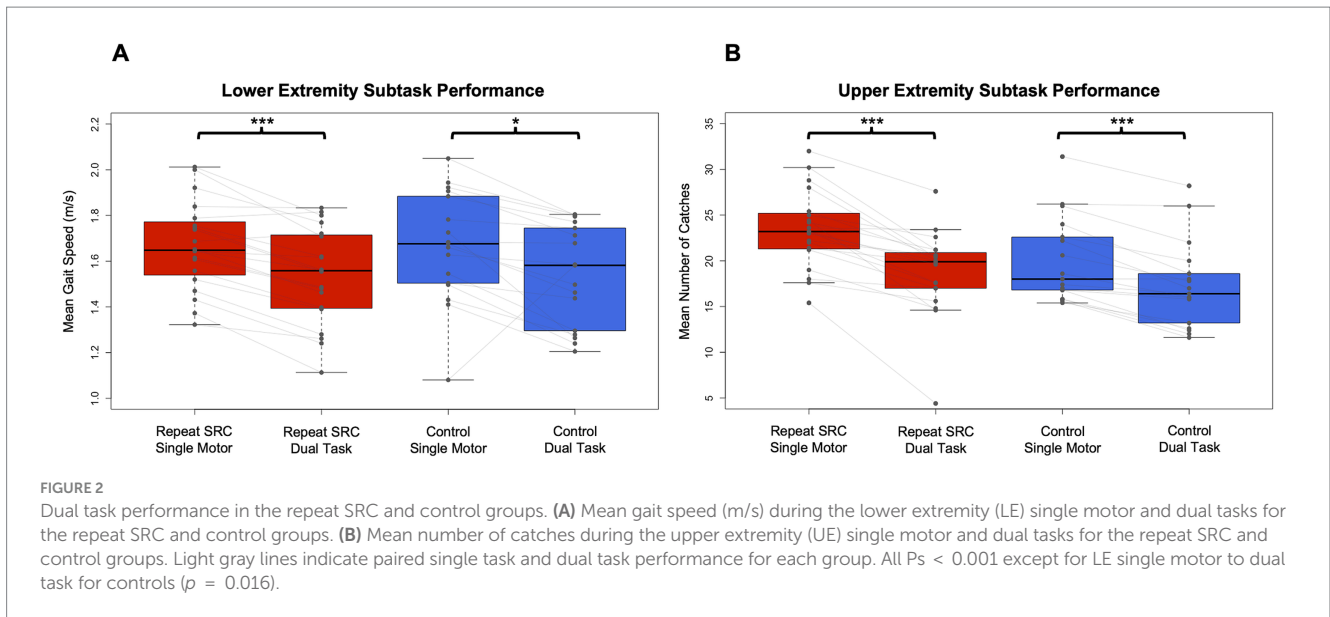 A
Lower Extremity Subtask Performance
Mean Gait Speed (m/s)
2.2
2.0
1.8
1.6
1.4
1.2
1.0
***
*
Repeat SRC
Single Motor
Repeat SRC
Dual Task
Control
Single Motor
Control
Dual Task
B
Upper Extremity Subtask Performance
Mean Number of Catches
35
30
25
20
15
10
5
***
***
Repeat SRC
Single Motor
Repeat SRC
Dual Task
Control
Single Motor
Control
Dual Task
FIGURE 2
Dual task performance in the repeat SRC and control groups. (A) Mean gait speed (m/s) during the lower extremity (LE) single motor and dual tasks for
the repeat SRC and control groups. (B) Mean number of catches during the upper extremity (UE) single motor and dual tasks for the repeat SRC and
control groups. Light gray lines indicate paired single task and dual task performance for each group. All Ps < 0.001 except for LE single motor to dual
task for controls (p = 0.016).